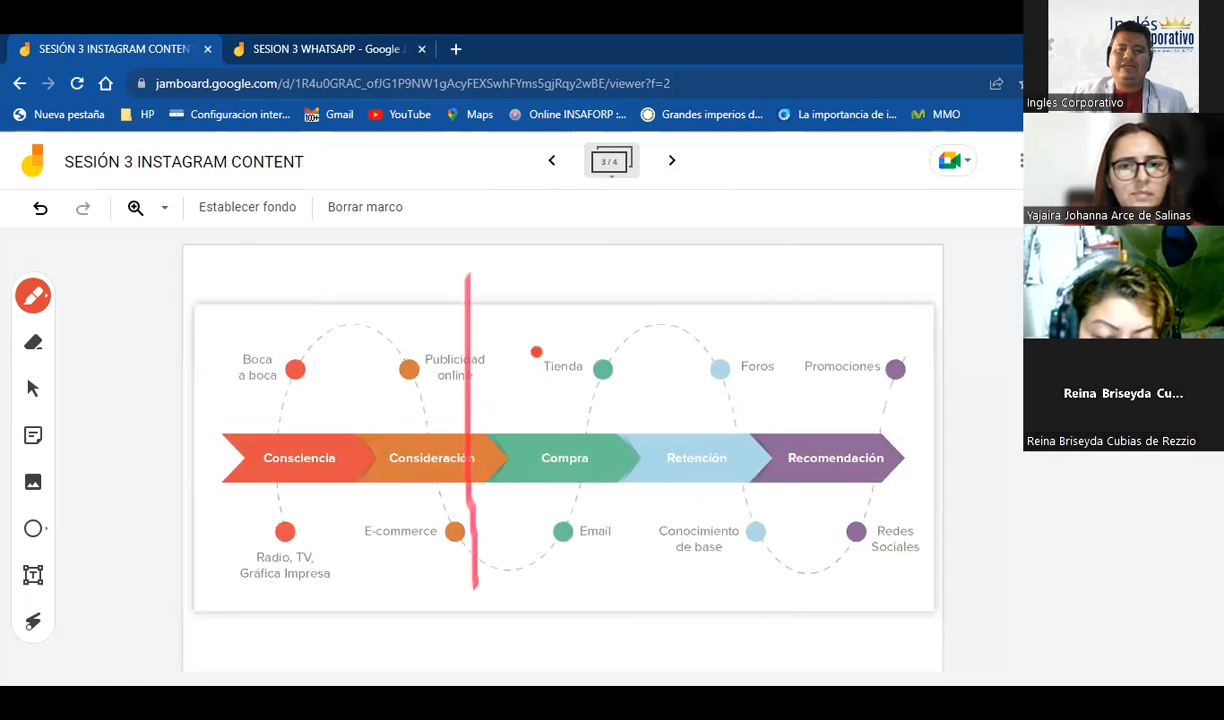 SESIÓN 3 INSTAGRAM CONTEN
SESION 3 WHATSAPP - Google J
jamboard.google.com/d/1R4u0GRAC_ofJG1P9NW1gAcyFEXSwhFYms5gjRqy2wBE/viewer?f=2
Nueva pestaña
HP
Configuracion inter...
Gmail
YouTube
Maps
Online INSAFORP :...
Grandes imperios d...
La importancia de i...
MMO
SESIÓN 3 INSTAGRAM CONTENT
3 / 4
Establecer fondo
Borrar marco
Boca
a boca
Publicidad
online
Tienda
Foros
Promociones
Consciencia
Consideración
Compra
Retención
Recomendación
Radio, TV,
Gráfica Impresa
E-commerce
Email
Conocimiento
de base
Redes
Sociales
Inglés Corporativo
Yajaira Johanna Arce de Salinas
Reina Briseyda Cu...
Reina Briseyda Cubias de Rezzio